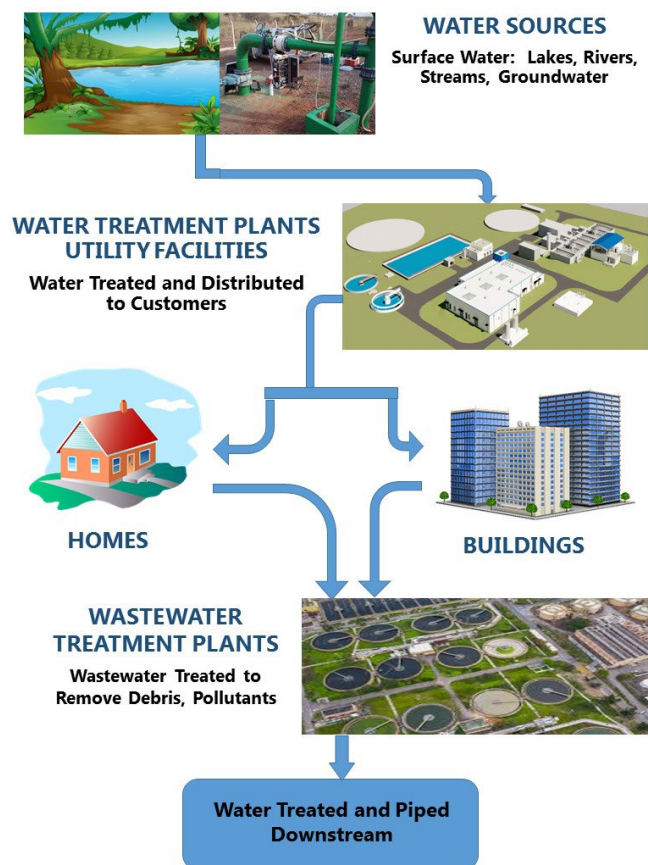 WATER SOURCES
Surface Water: Lakes, Rivers,
Streams, Groundwater
WATER TREATMENT PLANTS
UTILITY FACILITIES
Water Treated and Distributed
to Customers
HOMES
BUILDINGS
WASTEWATER
TREATMENT PLANTS
Wastewater Treated to
Remove Debris, Pollutants
Water Treated and Piped
Downstream